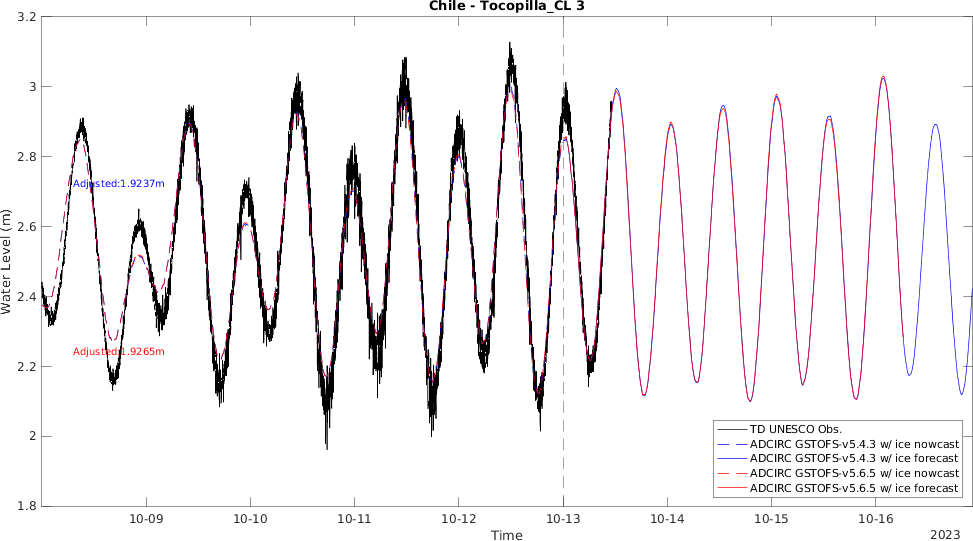 Chile - Tocopilla_CL 3
3.2
3
2.8
2.6
2.4
2.2
2
1.8
Water Level (m)
Adjusted:1.9237m
Adjusted:1.9265m
TD UNESCO Obs.
ADCIRC GSTOFS-v5.4.3 w/ ice nowcast
ADCIRC GSTOFS-v5.4.3 w/ ice forecast
ADCIRC GSTOFS-v5.6.5 w/ ice nowcast
ADCIRC GSTOFS-v5.6.5 w/ ice forecast
10-09 10-10 10-11 10-12 10-13 10-14 10-15 10-16
Time
2023